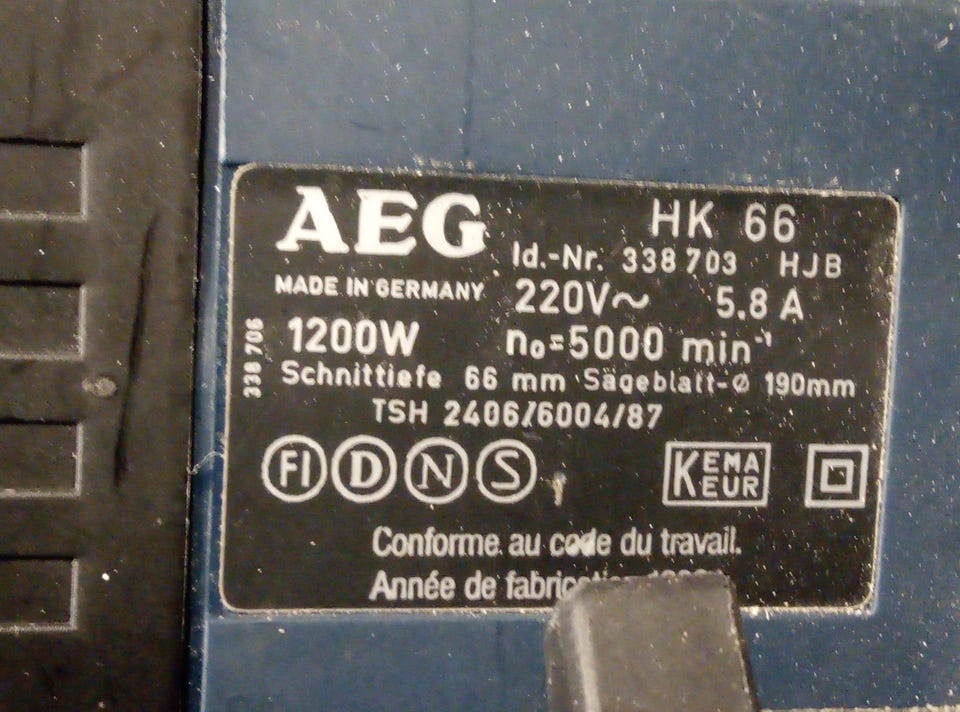 AEG HK 66
Id.-Nr. 338 703 HJB
MADE IN GERMANY 220V~ 5.8 A
338 706
1200W n₀=5000 min⁻¹
Schnittiefe 66 mm Sägeblatt-Ø 190mm
TSH 2406/6004/87
FI D N S KEMA KEUR
Conforme au code du travail.
Année de